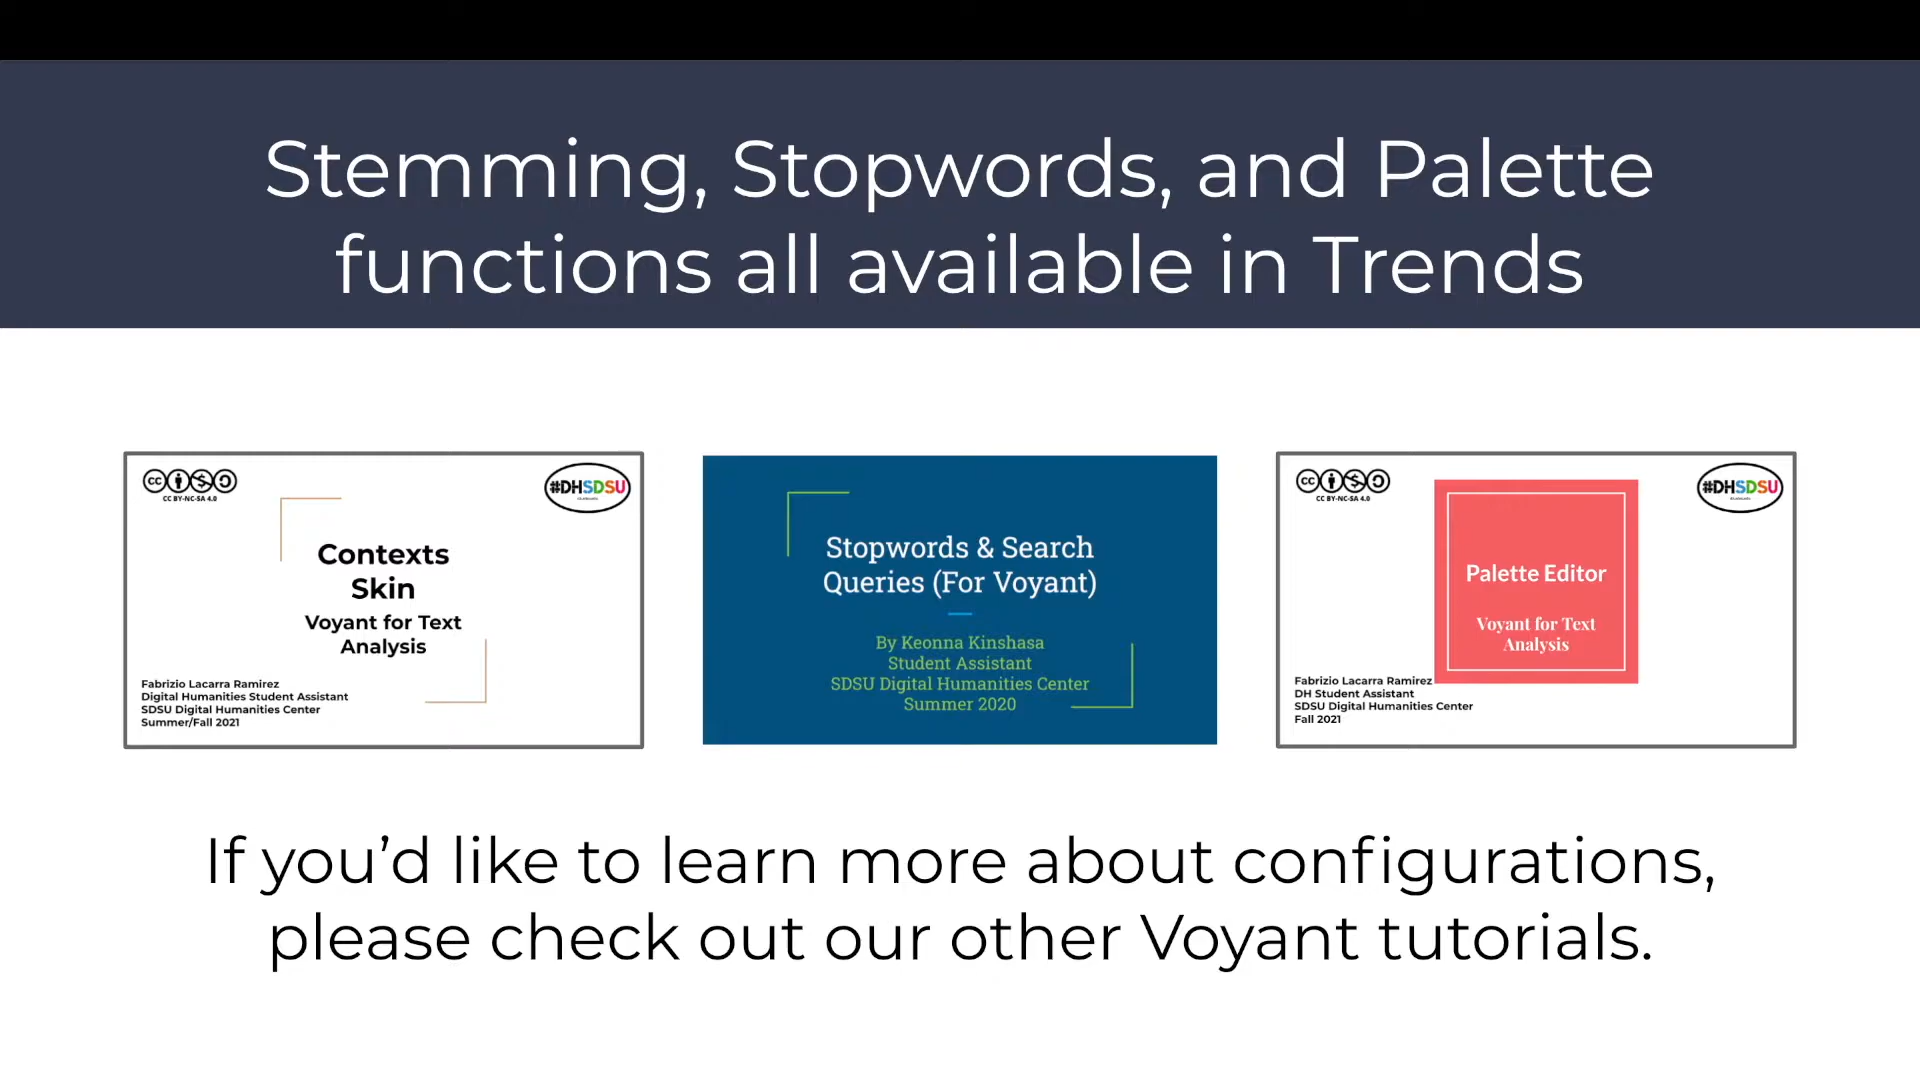 Stemming, Stopwords, and Palette
functions all available in Trends
CC BY-NC-SA 4.0
#DHSDSU
Contexts
Skin
Voyant for Text
Analysis
Fabrizio Lacarra Ramirez
Digital Humanities Student Assistant
SDSU Digital Humanities Center
Summer/Fall 2021
Stopwords & Search
Queries (For Voyant)
By Keonna Kinshasa
Student Assistant
SDSU Digital Humanities Center
Summer 2020
CC BY-NC-SA 4.0
#DHSDSU
Palette Editor
Voyant for Text
Analysis
Fabrizio Lacarra Ramirez
DH Student Assistant
SDSU Digital Humanities Center
Fall 2021
If you’d like to learn more about configurations,
please check out our other Voyant tutorials.